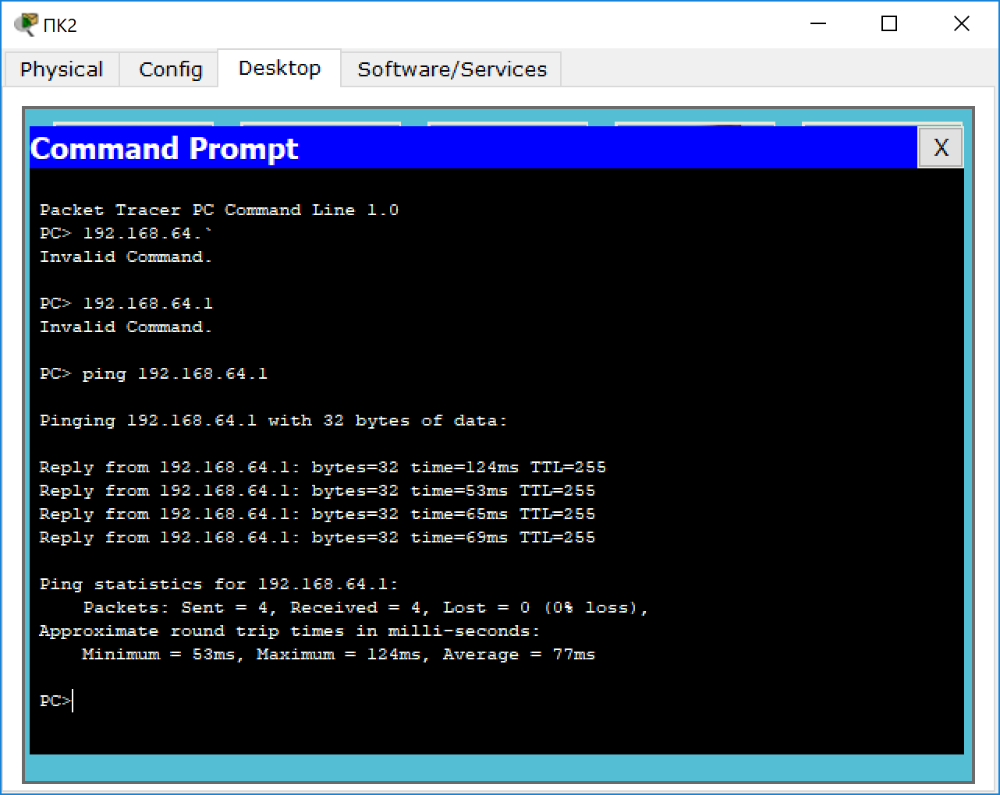 ПК2
Physical Config Desktop Software/Services
Command Prompt X
Packet Tracer PC Command Line 1.0
PC> 192.168.64.`
Invalid Command.
PC> 192.168.64.1
Invalid Command.
PC> ping 192.168.64.1
Pinging 192.168.64.1 with 32 bytes of data:
Reply from 192.168.64.1: bytes=32 time=124ms TTL=255
Reply from 192.168.64.1: bytes=32 time=53ms TTL=255
Reply from 192.168.64.1: bytes=32 time=65ms TTL=255
Reply from 192.168.64.1: bytes=32 time=69ms TTL=255
Ping statistics for 192.168.64.1:
    Packets: Sent = 4, Received = 4, Lost = 0 (0% loss),
Approximate round trip times in milli-seconds:
    Minimum = 53ms, Maximum = 124ms, Average = 77ms
PC>